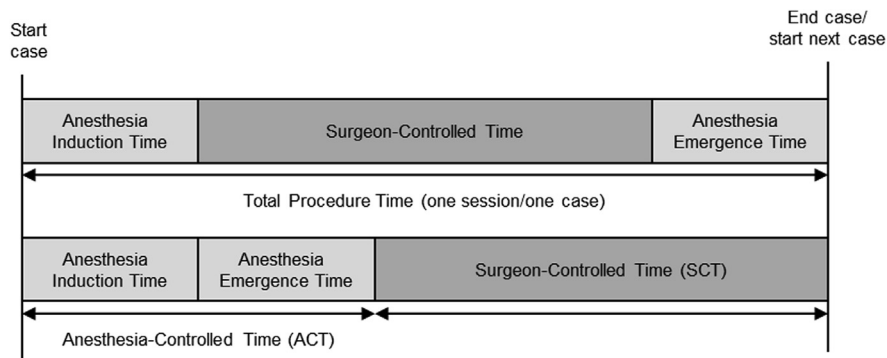 Start
case
End case/
start next case
Anesthesia
Induction Time
Surgeon-Controlled Time
Anesthesia
Emergence Time
Total Procedure Time (one session/one case)
Anesthesia
Induction Time
Anesthesia
Emergence Time
Surgeon-Controlled Time (SCT)
Anesthesia-Controlled Time (ACT)